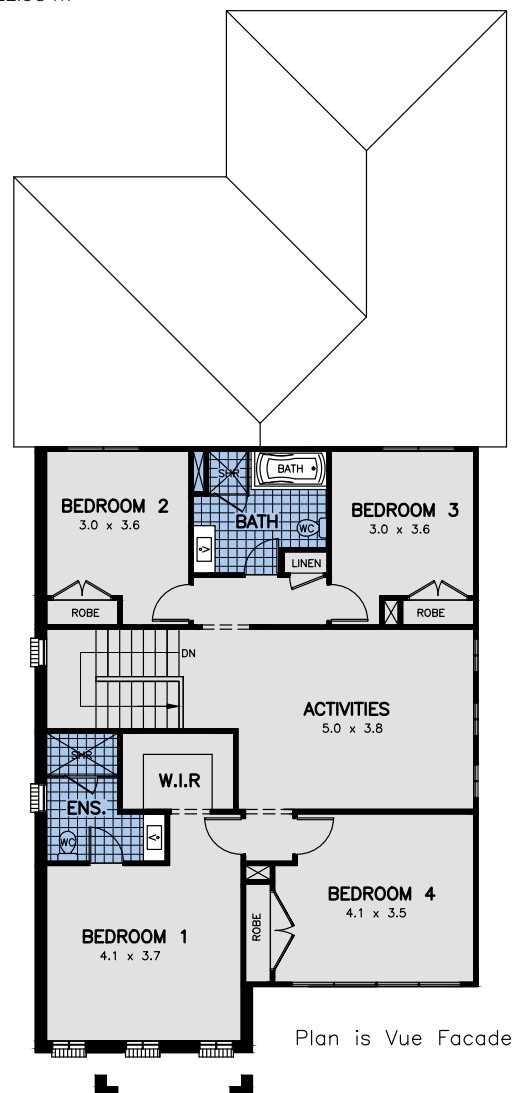 SHR
BATH
BEDROOM 2
3.0 x 3.6
BATH
WC
BEDROOM 3
3.0 x 3.6
LINEN
ROBE
ROBE
DN
ACTIVITIES
5.0 x 3.8
SHR
W.I.R
ENS.
WC
BEDROOM 4
4.1 x 3.5
ROBE
BEDROOM 1
4.1 x 3.7
Plan is Vue Facade